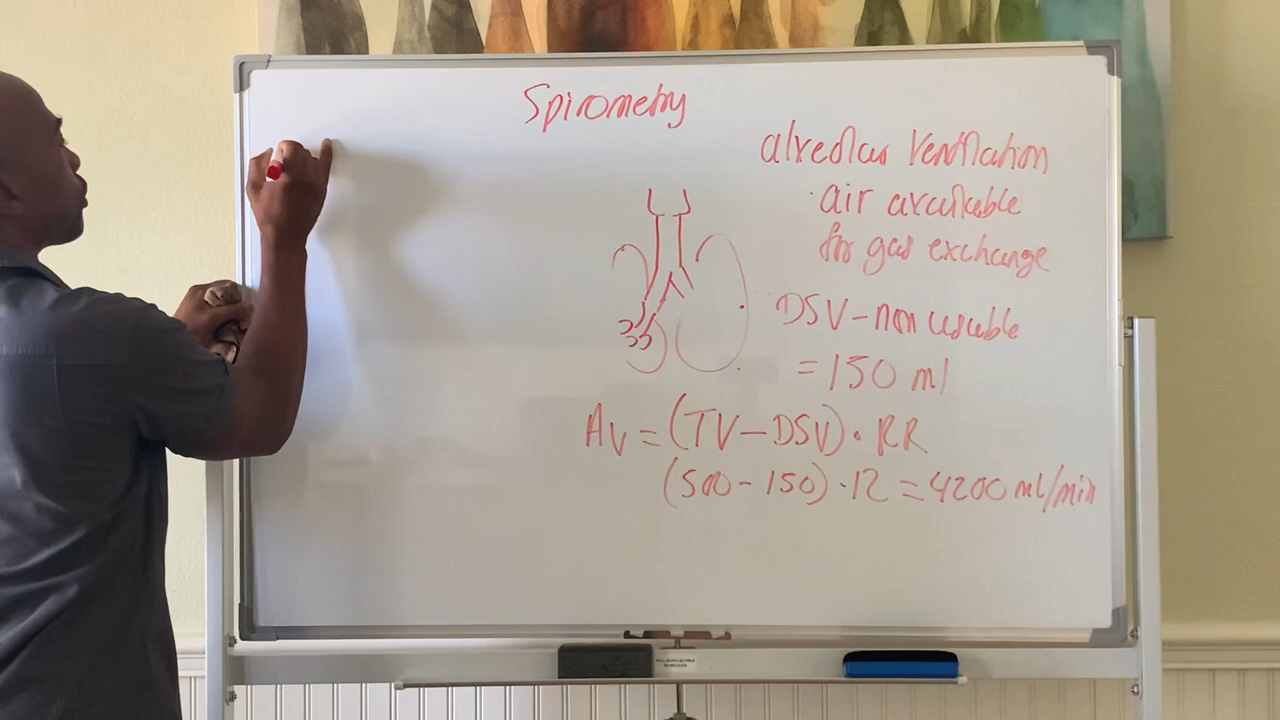 Spirometry
alveolar Ventilation
· air available
for gas exchange
DSV - non usable
= 150 ml
AV = (TV - DSV) • RR
(500 - 150) · 12 = 4200 ml/min